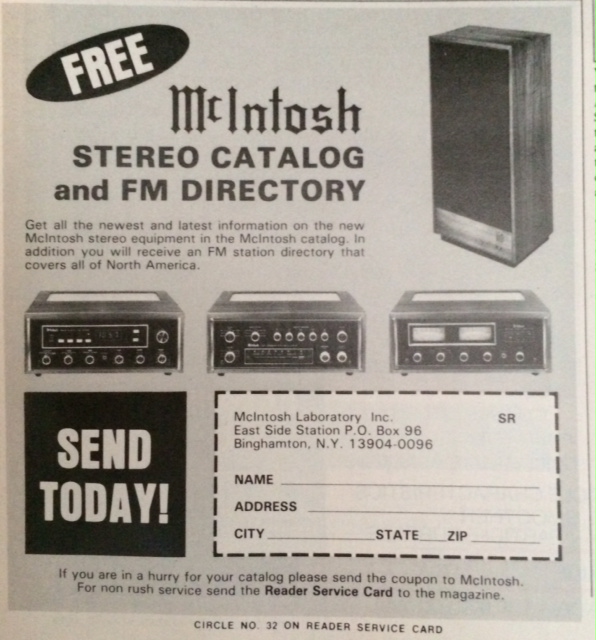 FREE
McIntosh
STEREO CATALOG
and FM DIRECTORY
Get all the newest and latest information on the new
McIntosh stereo equipment in the McIntosh catalog. In
addition you will receive an FM station directory that
covers all of North America.
SEND
TODAY!
McIntosh Laboratory Inc. SR
East Side Station P.O. Box 96
Binghamton, N.Y. 13904-0096
NAME
ADDRESS
CITY STATE ZIP
If you are in a hurry for your catalog please send the coupon to McIntosh.
For non rush service send the Reader Service Card to the magazine.
CIRCLE NO. 32 ON READER SERVICE CARD